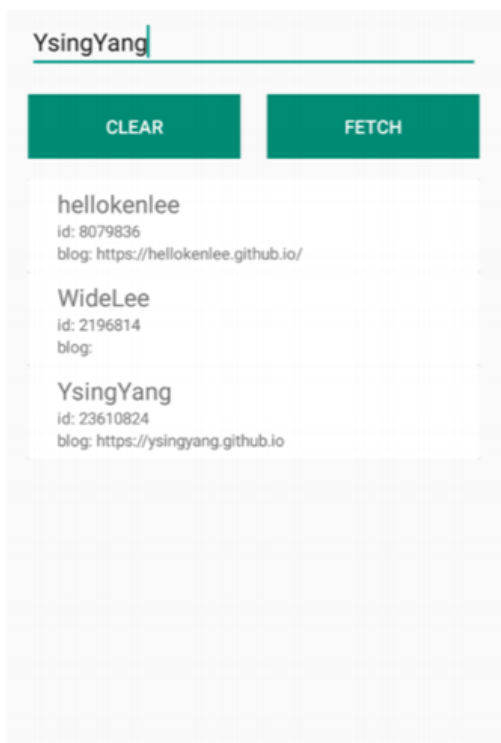 YsingYang
CLEAR FETCH
hellokenlee
id: 8079836
blog: https://hellokenlee.github.io/
WideLee
id: 2196814
blog:
YsingYang
id: 23610824
blog: https://ysingyang.github.io